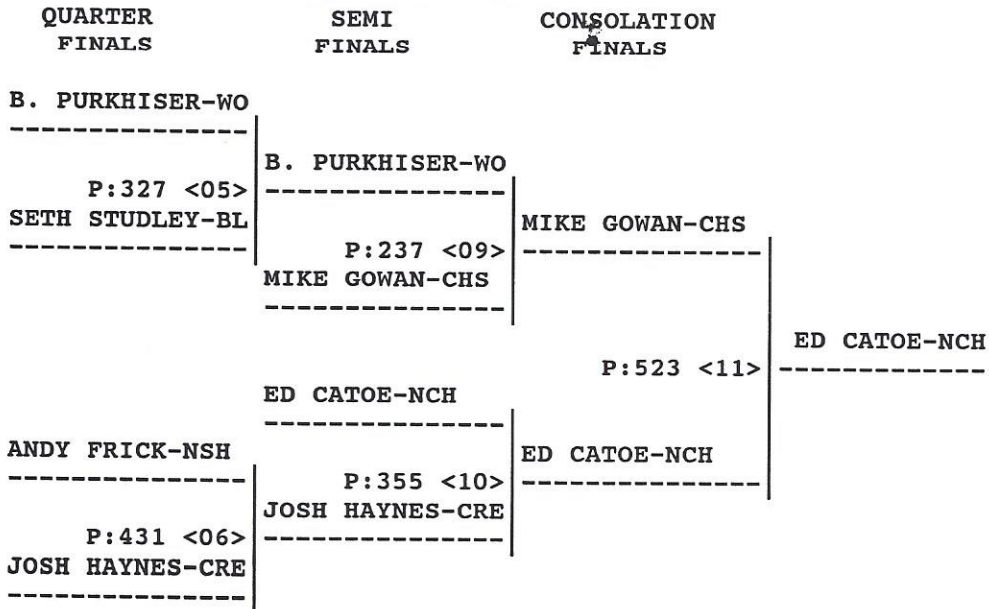 QUARTER FINALS SEMI FINALS CONSOLATION FINALS
B. PURKHISER-WO
B. PURKHISER-WO
P:327 <05>
SETH STUDLEY-BL
MIKE GOWAN-CHS
P:237 <09>
MIKE GOWAN-CHS
ED CATOE-NCH
P:523 <11>
ED CATOE-NCH
ANDY FRICK-NSH
ED CATOE-NCH
P:355 <10>
JOSH HAYNES-CRE
P:431 <06>
JOSH HAYNES-CRE